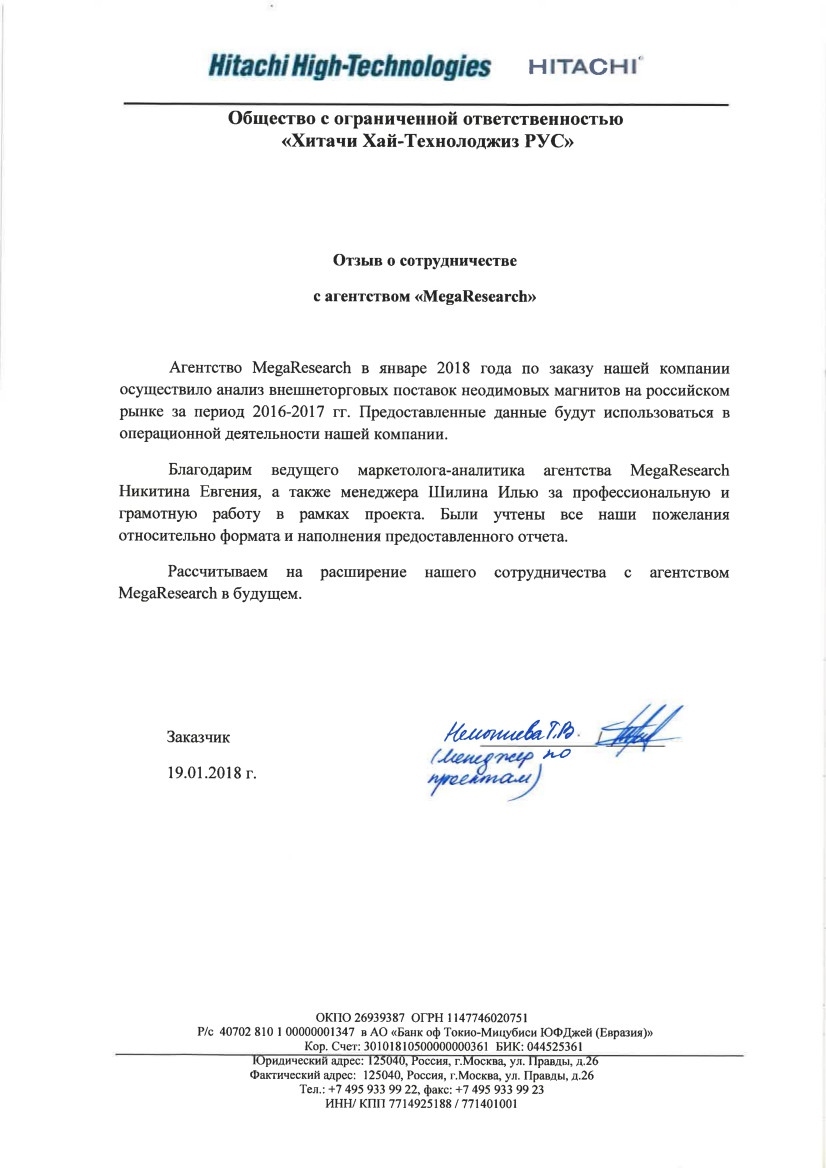 Hitachi High-Technologies HITACHI
Общество с ограниченной ответственностью
«Хитачи Хай-Технолоджиз РУС»
Отзыв о сотрудничестве
с агентством «MegaResearch»
Агентство MegaResearch в январе 2018 года по заказу нашей компании
осуществило анализ внешнеторговых поставок неодимовых магнитов на российском
рынке за период 2016-2017 гг. Предоставленные данные будут использоваться в
операционной деятельности нашей компании.
Благодарим ведущего маркетолога-аналитика агентства MegaResearch
Никитина Евгения, а также менеджера Шилина Илью за профессиональную и
грамотную работу в рамках проекта. Были учтены все наши пожелания
относительно формата и наполнения предоставленного отчета.
Рассчитываем на расширение нашего сотрудничества с агентством
MegaResearch в будущем.
Заказчик
Т.В.
(менеджер по
проектам)
19.01.2018 г.
ОКПО 26939387 ОГРН 1147746020751
Р/с 40702 810 1 00000001347 в АО «Банк оф Токио-Мицубиси ЮФДжей (Евразия)»
Кор. Счет: 30101810500000000361 БИК: 044525361
Юридический адрес: 125040, Россия, г.Москва, ул. Правды, д.26
Фактический адрес: 125040, Россия, г.Москва, ул. Правды, д.26
Тел.: +7 495 933 99 22, факс: +7 495 933 99 23
ИНН/ КПП 7714925188 / 771401001